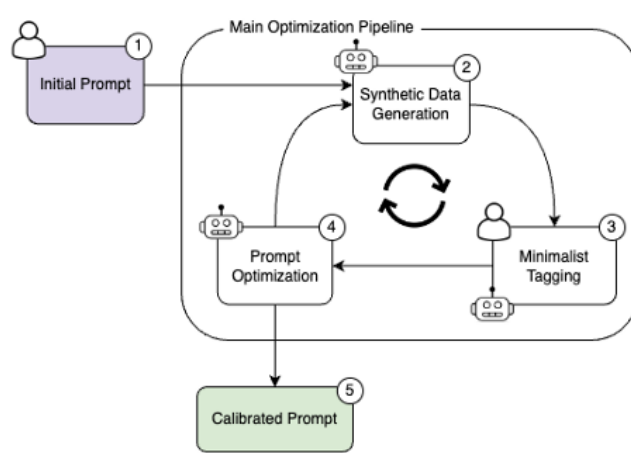 Main Optimization Pipeline
1
Initial Prompt
2
Synthetic Data
Generation
3
Minimalist
Tagging
4
Prompt
Optimization
5
Calibrated Prompt